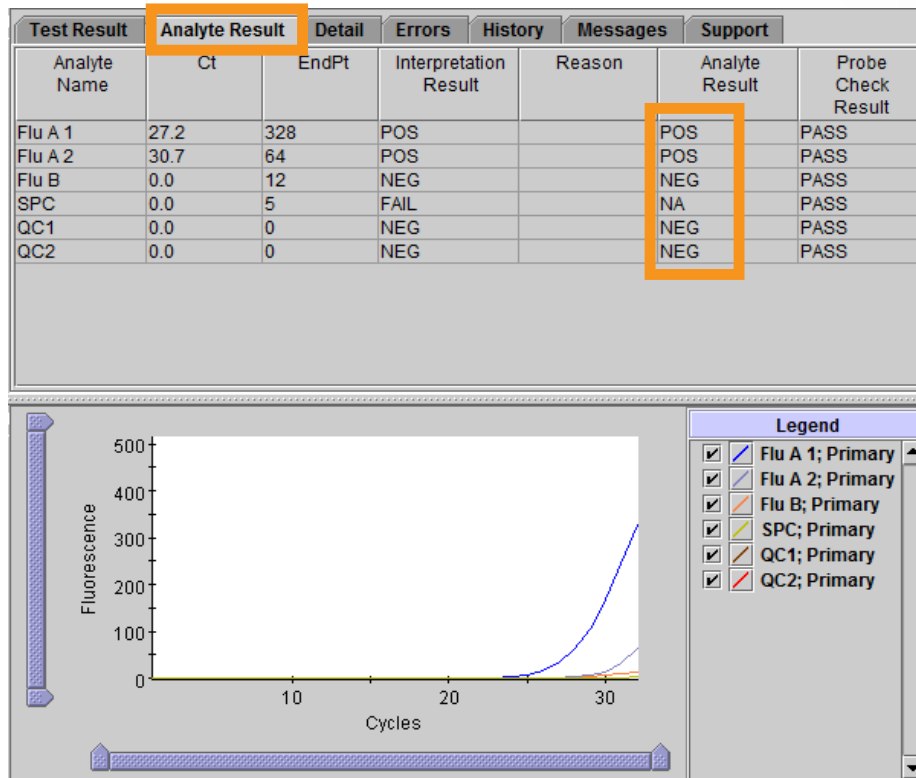 Test Result Analyte Result Detail Errors History Messages Support
Analyte Name Ct EndPt Interpretation Result Reason Analyte Result Probe Check Result
Flu A 1 27.2 328 POS POS PASS
Flu A 2 30.7 64 POS POS PASS
Flu B 0.0 12 NEG NEG PASS
SPC 0.0 5 FAIL NA PASS
QC1 0.0 0 NEG NEG PASS
QC2 0.0 0 NEG NEG PASS
500
400
300
200
100
0
Fluorescence
10 20 30
Cycles
Legend
Flu A 1; Primary
Flu A 2; Primary
Flu B; Primary
SPC; Primary
QC1; Primary
QC2; Primary